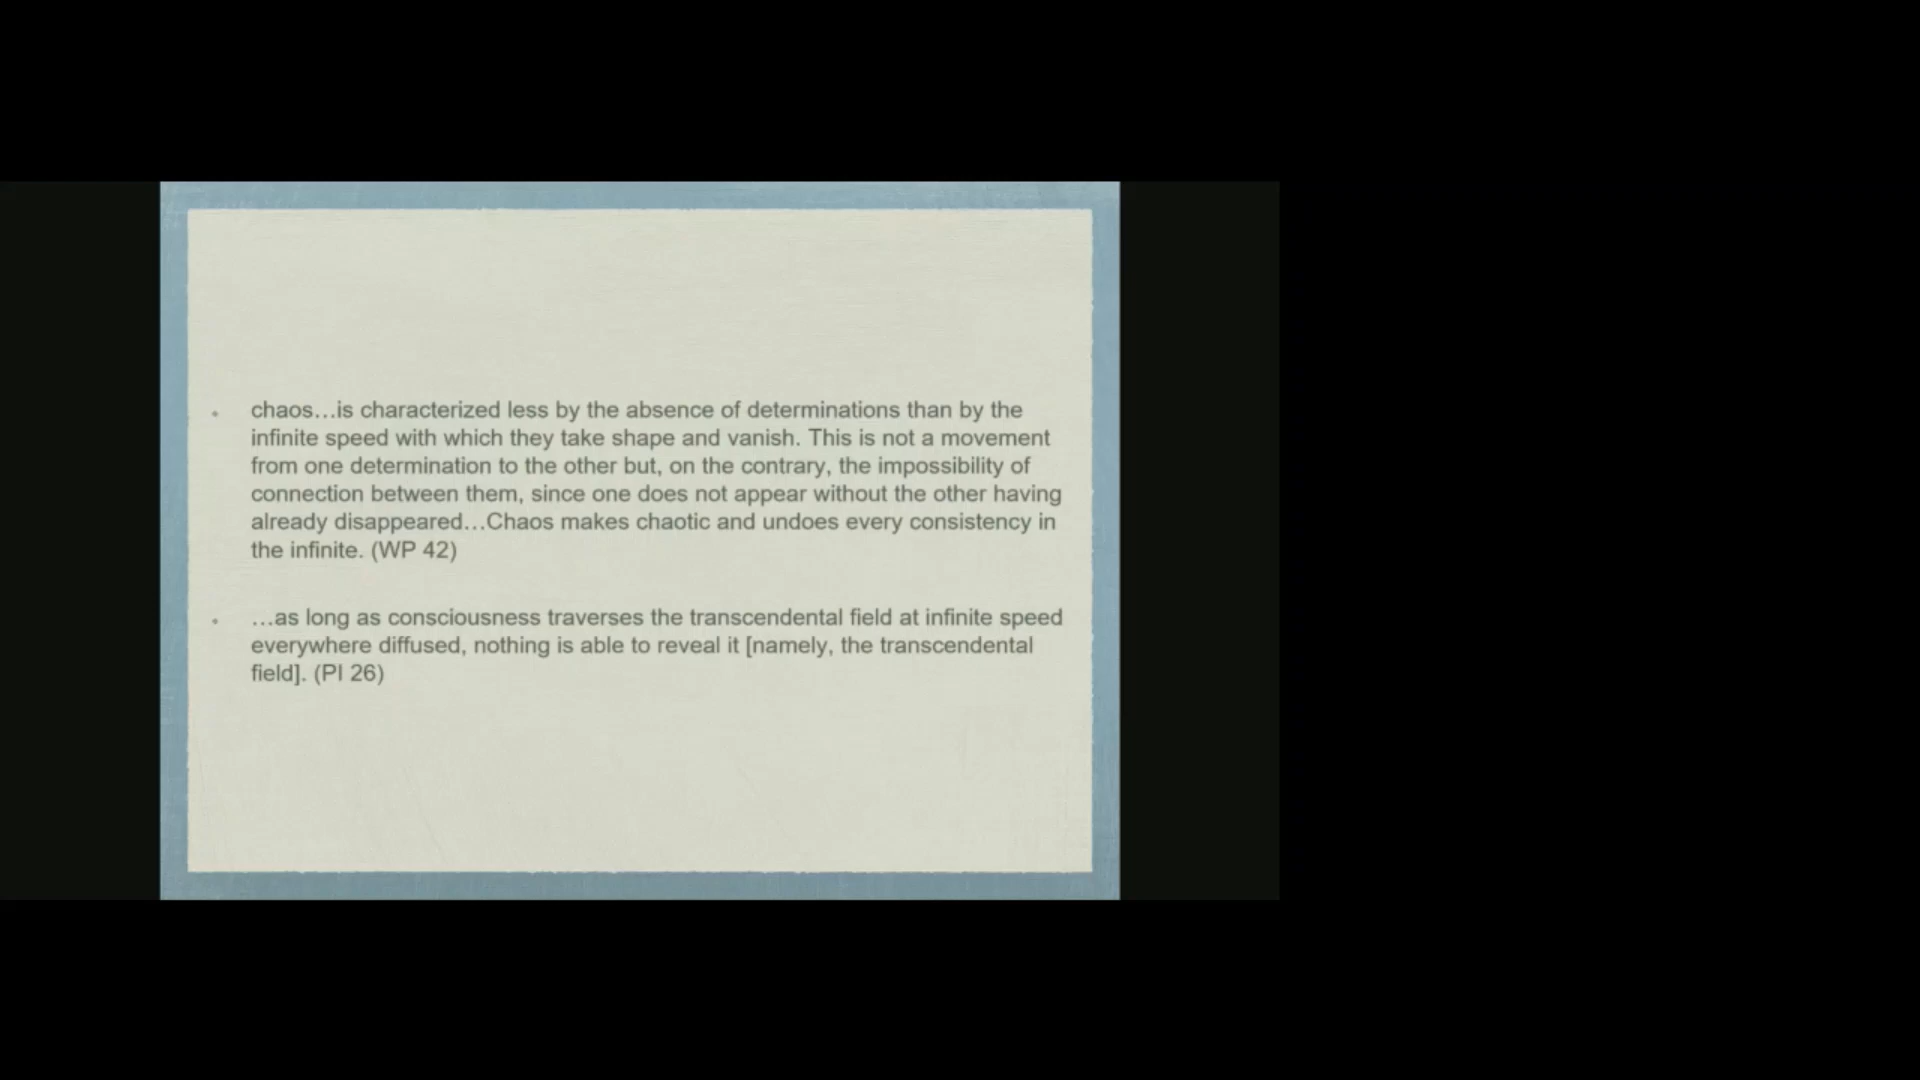 • chaos…is characterized less by the absence of determinations than by the
infinite speed with which they take shape and vanish. This is not a movement
from one determination to the other but, on the contrary, the impossibility of
connection between them, since one does not appear without the other having
already disappeared…Chaos makes chaotic and undoes every consistency in
the infinite. (WP 42)
• …as long as consciousness traverses the transcendental field at infinite speed
everywhere diffused, nothing is able to reveal it [namely, the transcendental
field]. (PI 26)